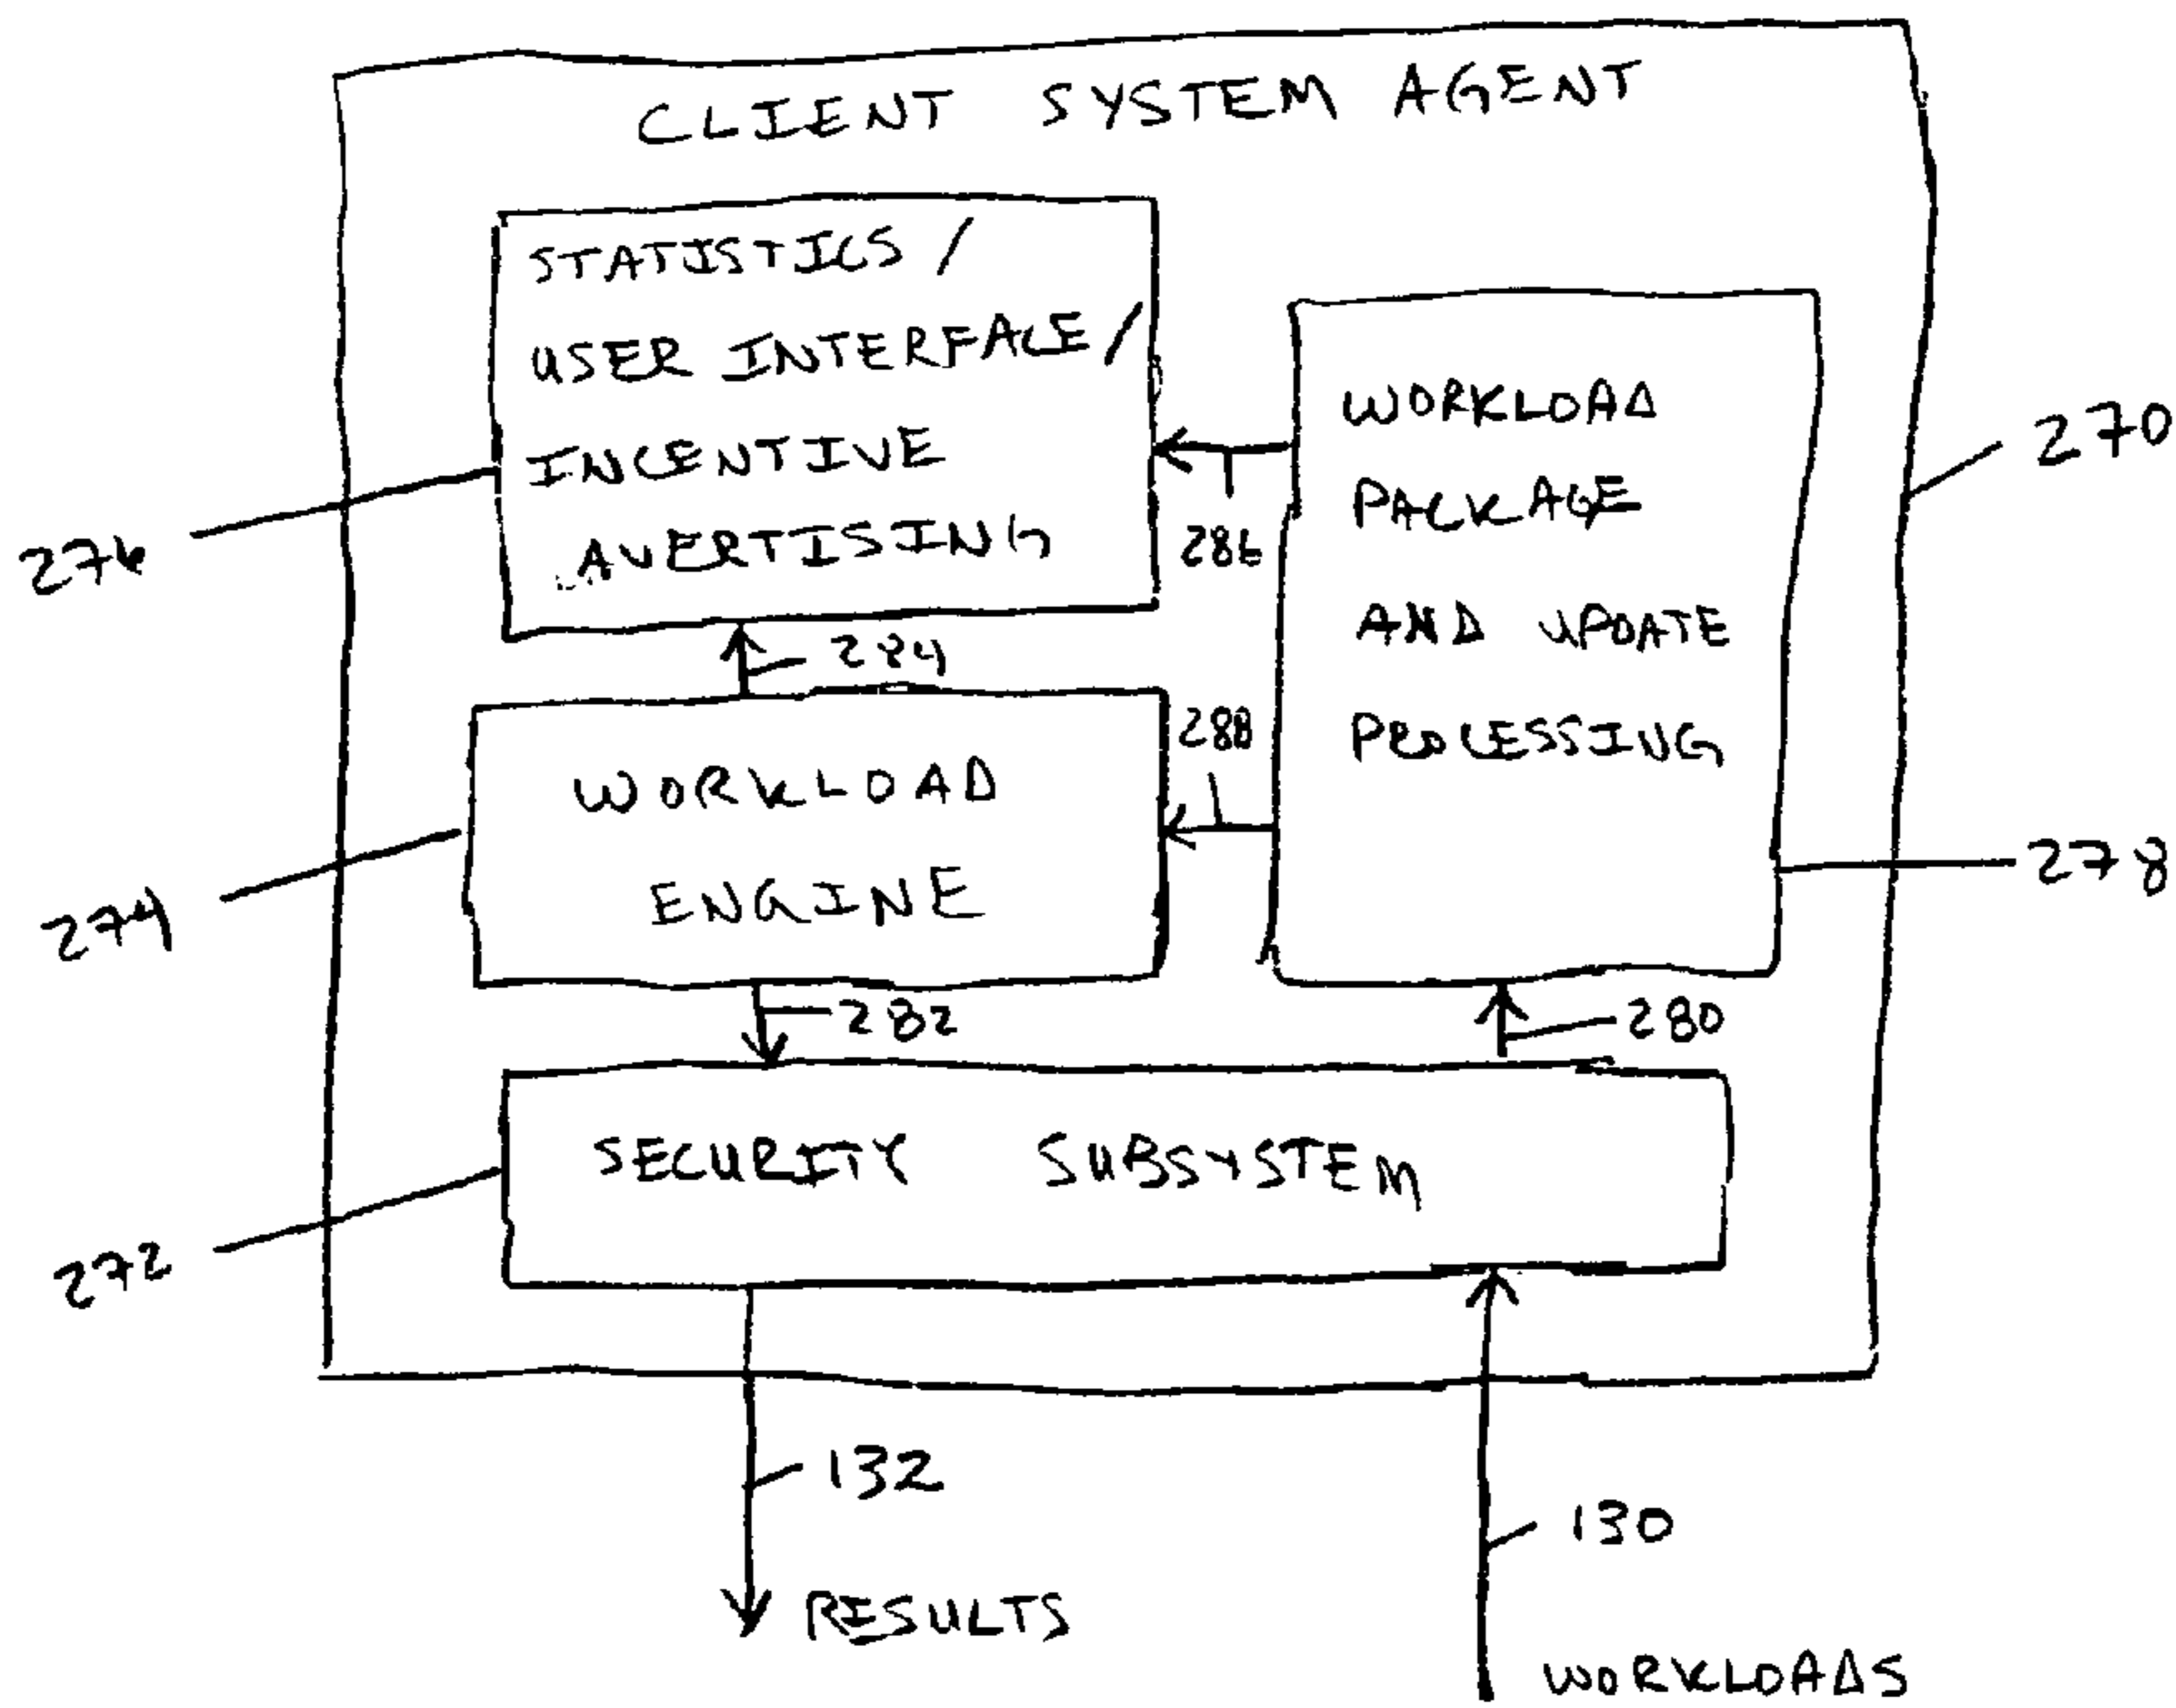 CLIENT SYSTEM AGENT
STATISTICS /
USER INTERFACE /
INCENTIVE
AVERTISING
276
286
WORKLOAD
PACKAGE
AND UPDATE
PROCESSING
270
284
288
WORKLOAD
ENGINE
274
278
282
280
SECURITY SUBSYSTEM
272
132
130
RESULTS
WORKLOADS